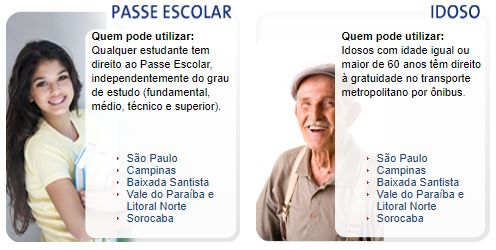 PASSE ESCOLAR
Quem pode utilizar:
Qualquer estudante tem
direito ao Passe Escolar,
independentemente do grau
de estudo (fundamental,
médio, técnico e superior).
São Paulo
Campinas
Baixada Santista
Vale do Paraíba e
Litoral Norte
Sorocaba
IDOSO
Quem pode utilizar:
Idosos com idade igual ou
maior de 60 anos têm direito
à gratuidade no transporte
metropolitano por ônibus.
São Paulo
Campinas
Baixada Santista
Vale do Paraíba e
Litoral Norte
Sorocaba